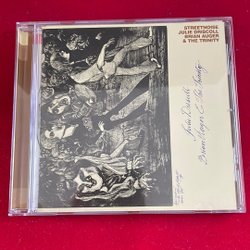 STREETNOISE
JULIE DRISCOLL
BRIAN AUGER
& THE TRINITY
Julie Driscoll
Brian Auger & The Trinity